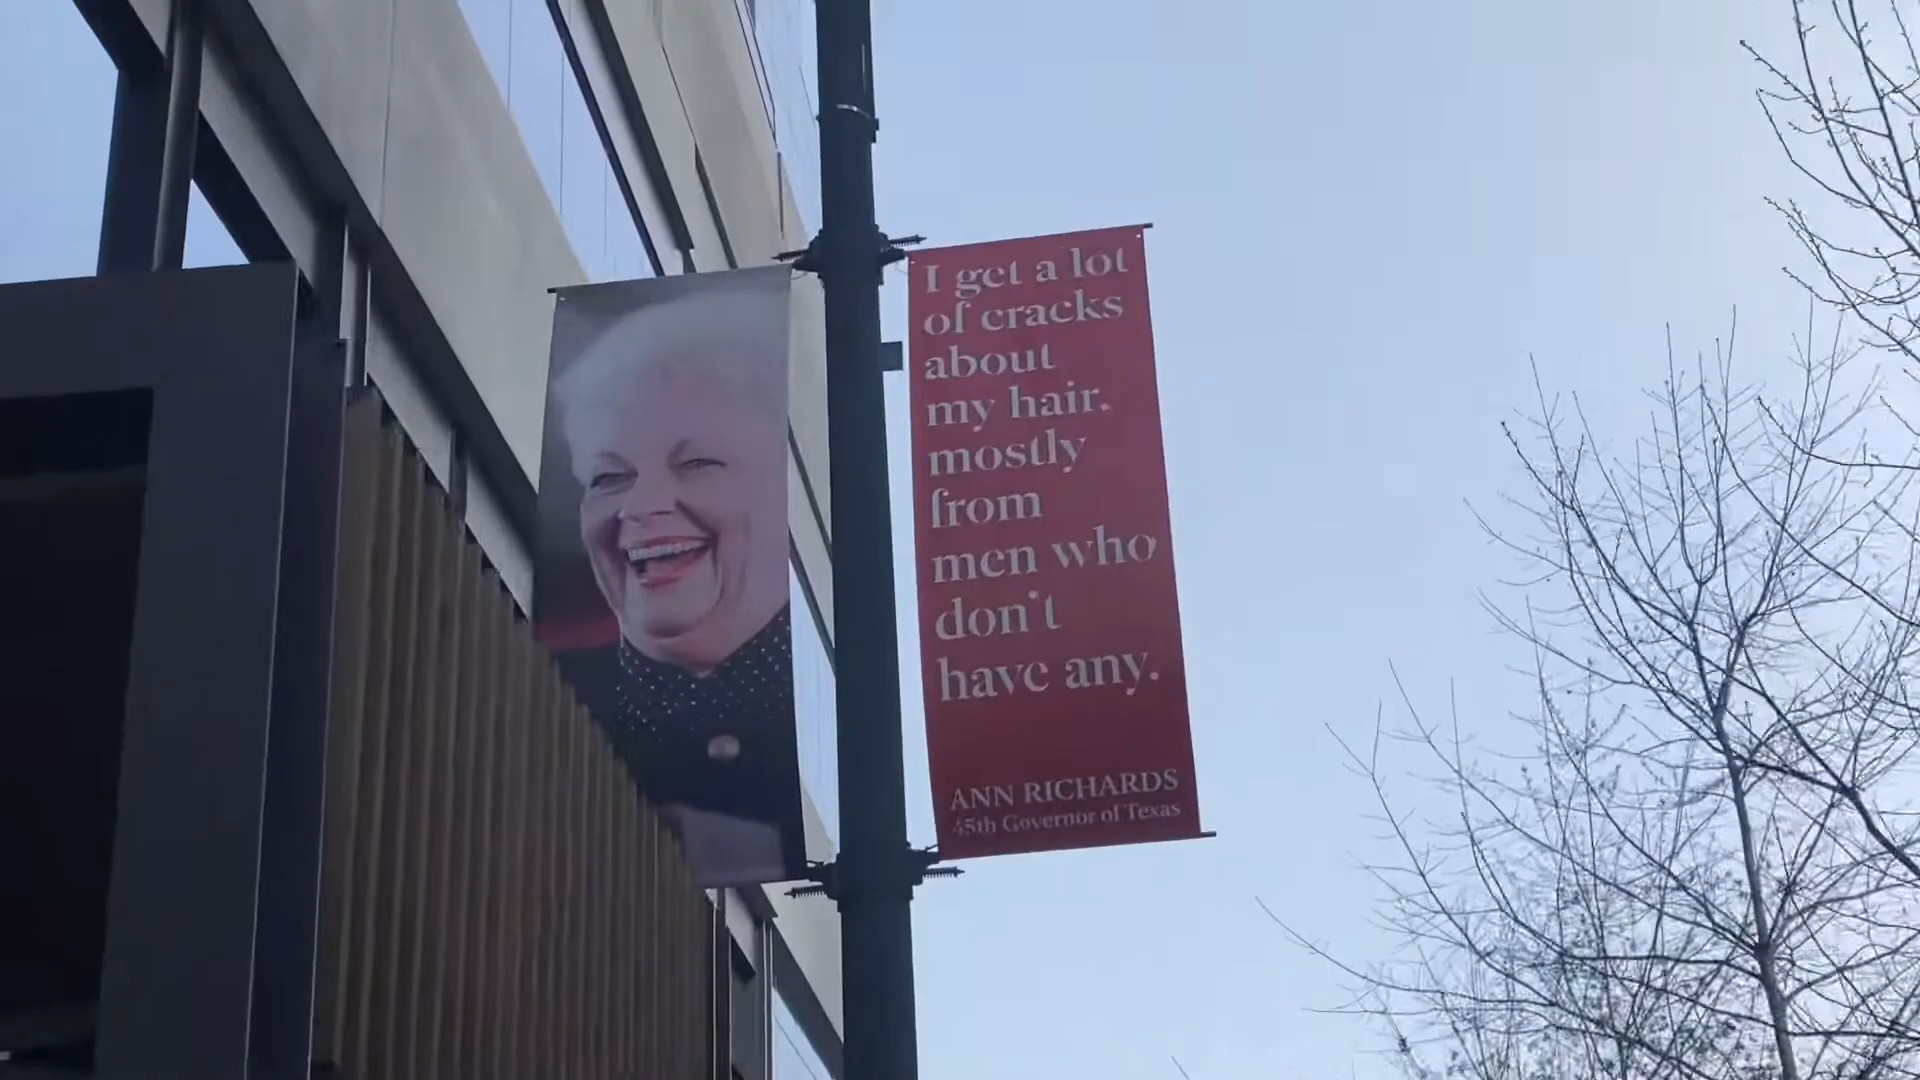 I get a lot
of cracks
about
my hair.
mostly
from
men who
don't
have any.
ANN RICHARDS
45th Governor of Texas